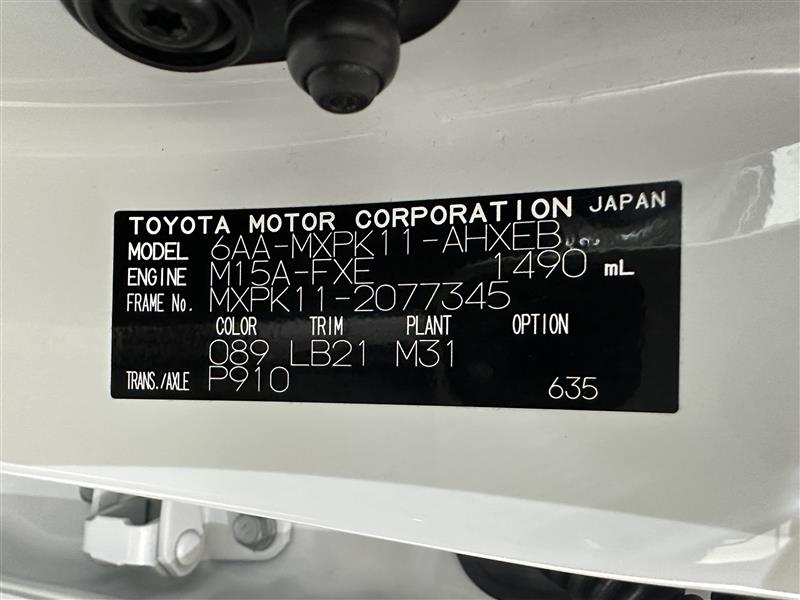 TOYOTA MOTOR CORPORATION JAPAN
MODEL 6AA-MXPK11-AHXEB
ENGINE M15A-FXE 1490 mL
FRAME No. MXPK11-2077345
COLOR TRIM PLANT OPTION
089 LB21 M31
TRANS./AXLE P910 635